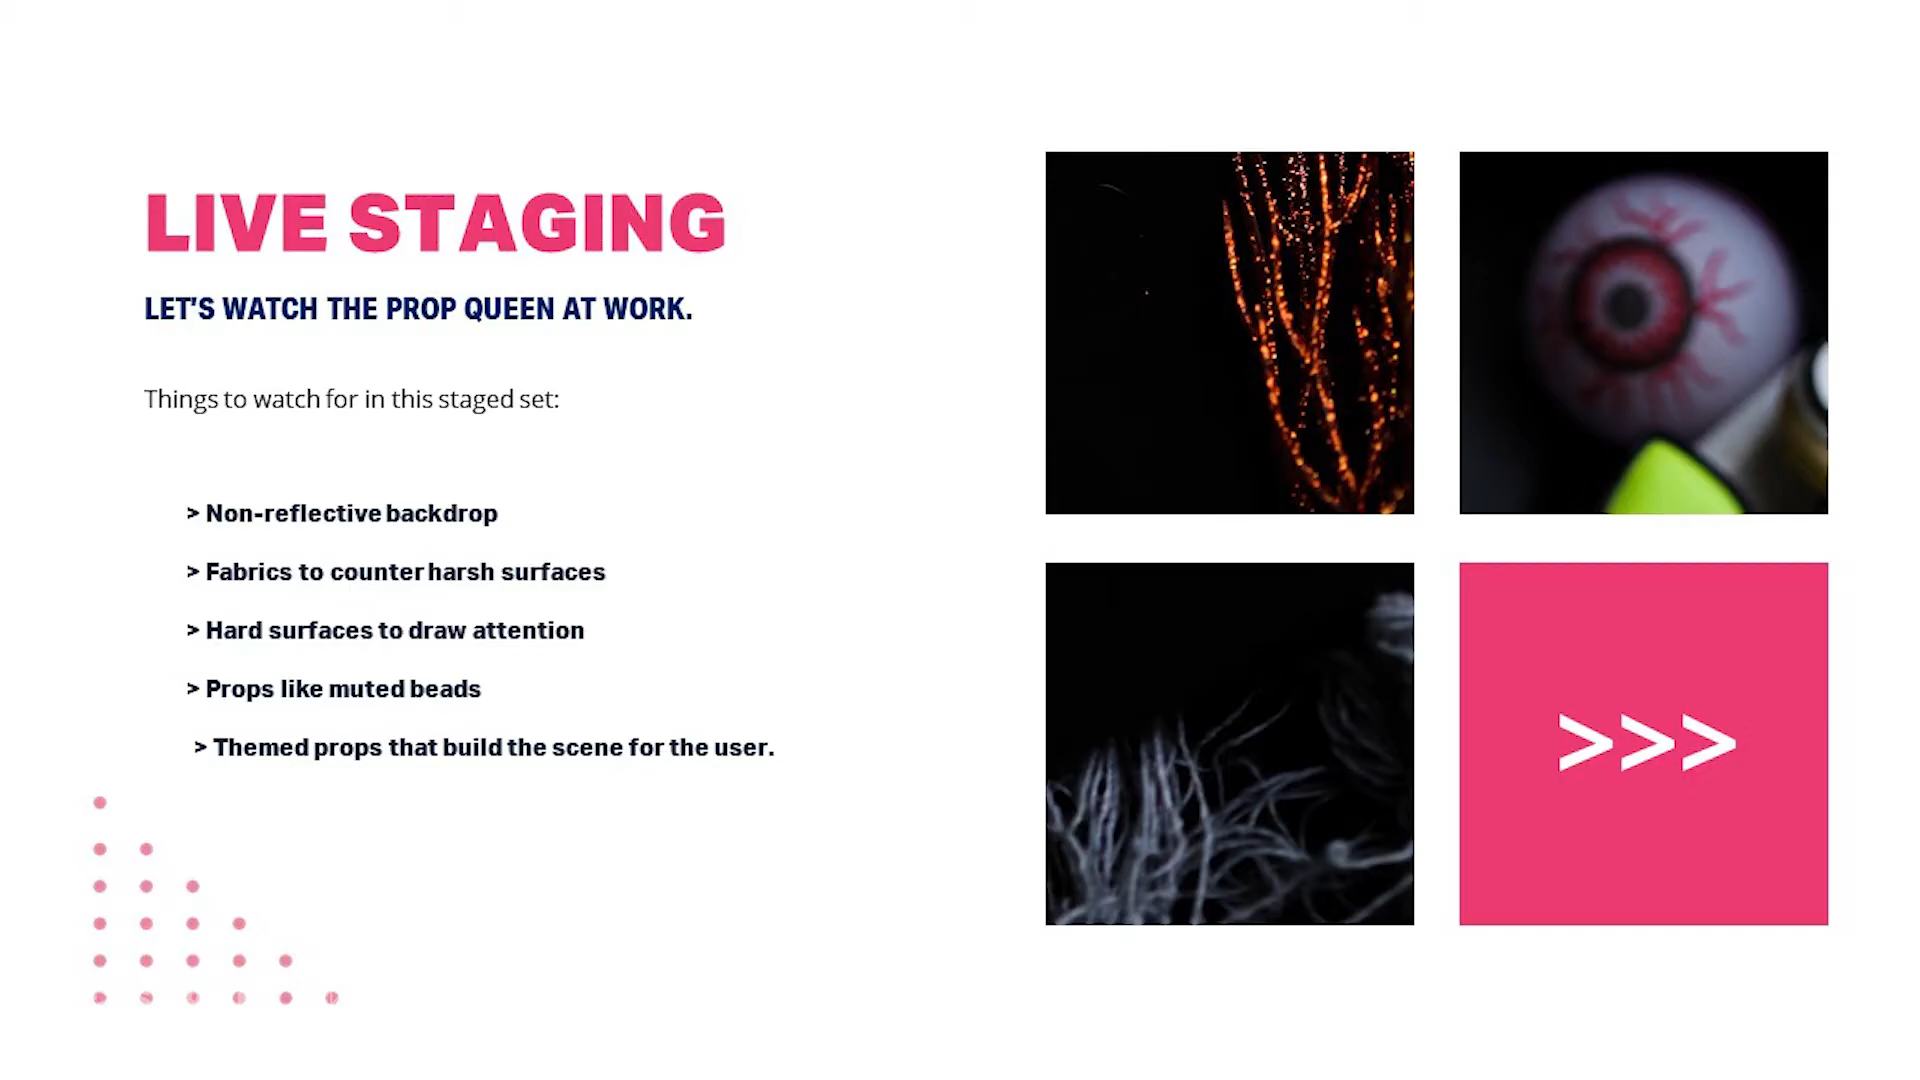 LIVE STAGING
LET'S WATCH THE PROP QUEEN AT WORK.
Things to watch for in this staged set:
> Non-reflective backdrop
> Fabrics to counter harsh surfaces
> Hard surfaces to draw attention
> Props like muted beads
> Themed props that build the scene for the user.
>>>